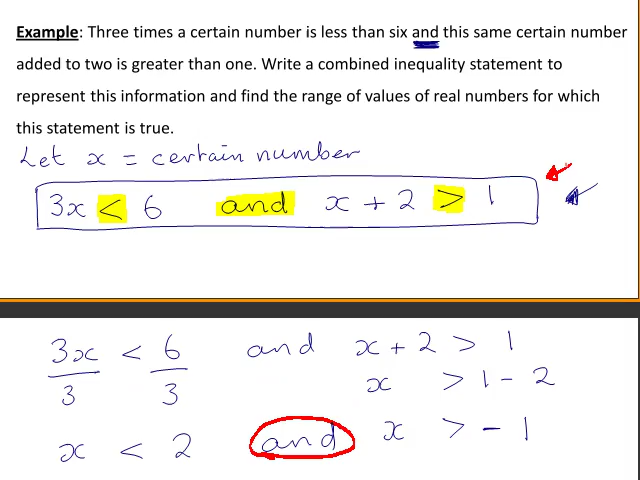 Example: Three times a certain number is less than six and this same certain number
added to two is greater than one. Write a combined inequality statement to
represent this information and find the range of values of real numbers for which
this statement is true.
Let x = certain number
3x < 6 and x + 2 > 1
3x < 6 and x + 2 > 1
3 3 x > 1 - 2
x < 2 and x > - 1